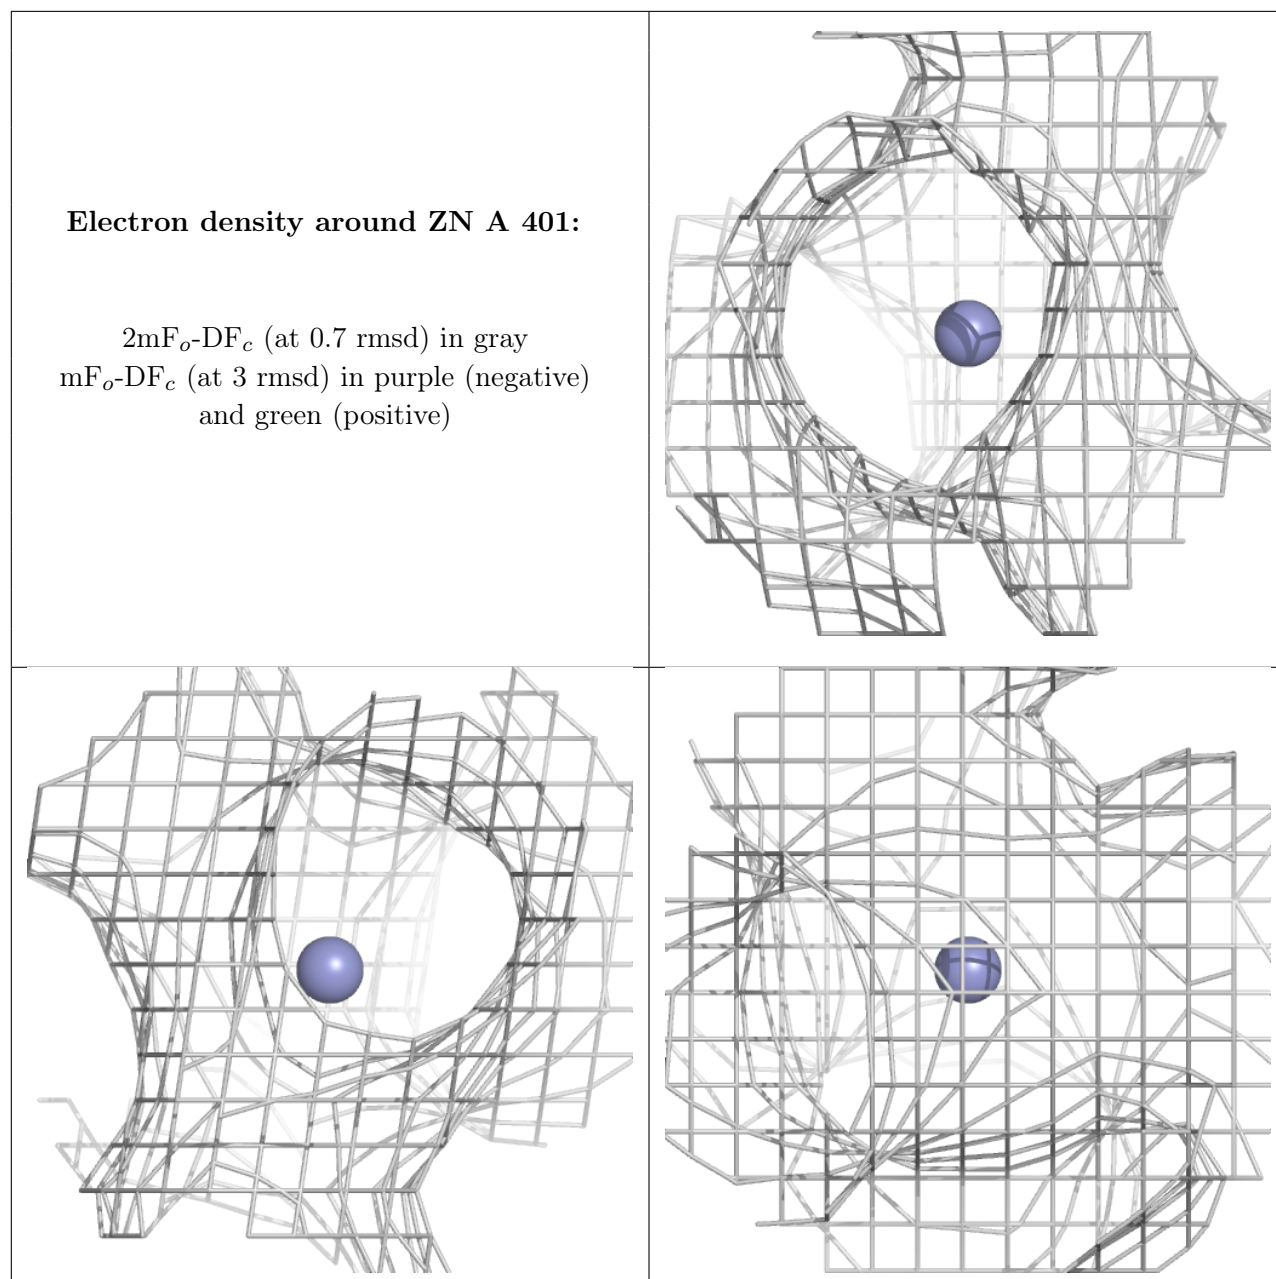 Electron density around ZN A 401:
2mFo-DFc (at 0.7 rmsd) in gray
mFo-DFc (at 3 rmsd) in purple (negative)
and green (positive)